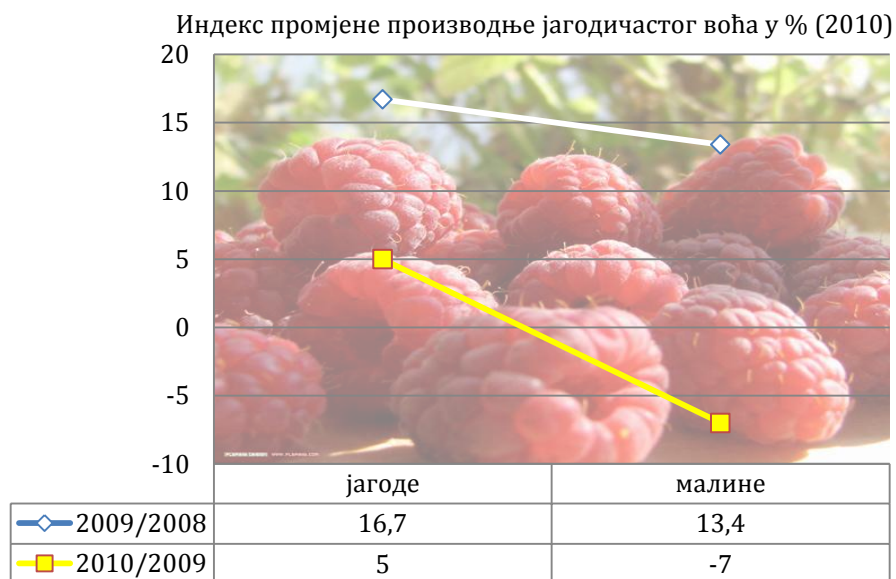 Индекс промјене производње јагодичастог воћа у % (2010)
20
15
10
5
0
-5
-10
јагоде малине
2009/2008 16,7 13,4
2010/2009 5 -7